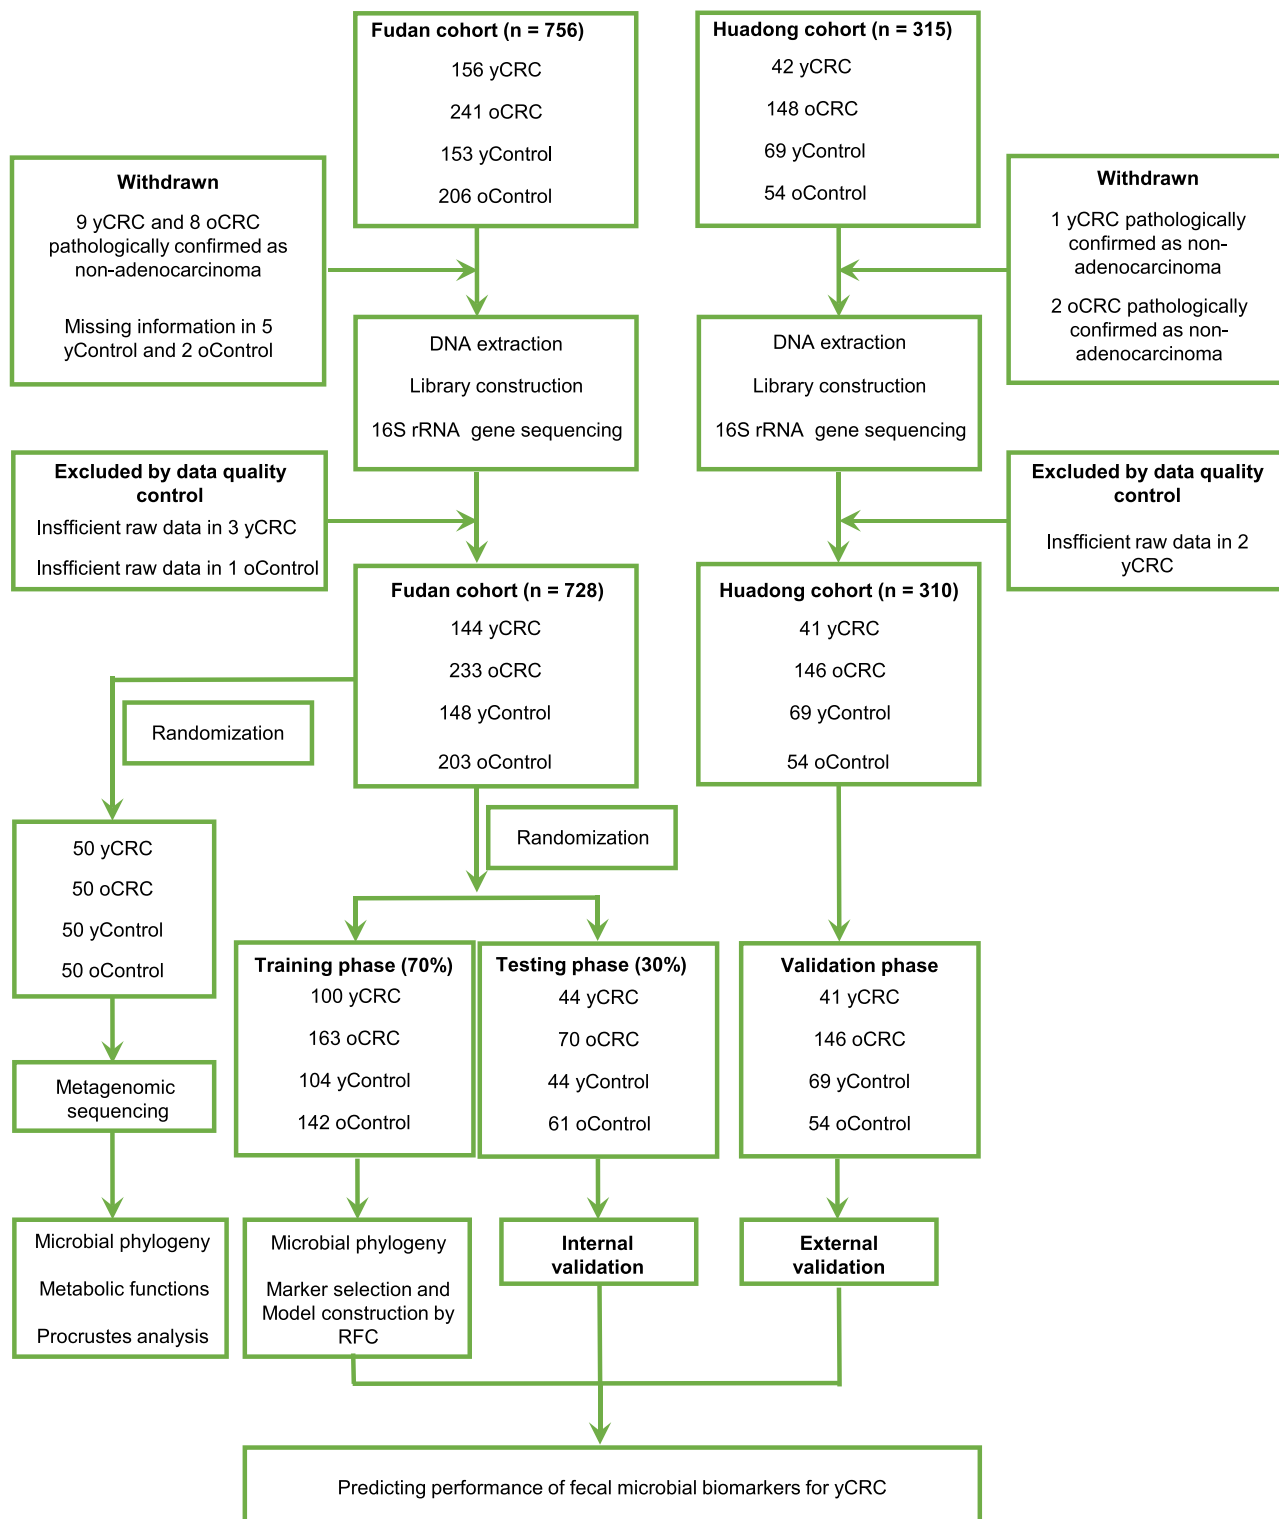 Fudan cohort (n = 756)
156 yCRC
241 oCRC
153 yControl
206 oControl
Huadong cohort (n = 315)
42 yCRC
148 oCRC
69 yControl
54 oControl
Withdrawn
9 yCRC and 8 oCRC
pathologically confirmed as
non-adenocarcinoma
Missing information in 5
yControl and 2 oControl
Withdrawn
1 yCRC pathologically
confirmed as non-
adenocarcinoma
2 oCRC pathologically
confirmed as non-
adenocarcinoma
DNA extraction
Library construction
16S rRNA gene sequencing
DNA extraction
Library construction
16S rRNA gene sequencing
Excluded by data quality
control
Insfficient raw data in 3 yCRC
Insfficient raw data in 1 oControl
Excluded by data quality
control
Insfficient raw data in 2
yCRC
Fudan cohort (n = 728)
144 yCRC
233 oCRC
148 yControl
203 oControl
Huadong cohort (n = 310)
41 yCRC
146 oCRC
69 yControl
54 oControl
Randomization
Randomization
50 yCRC
50 oCRC
50 yControl
50 oControl
Training phase (70%)
100 yCRC
163 oCRC
104 yControl
142 oControl
Testing phase (30%)
44 yCRC
70 oCRC
44 yControl
61 oControl
Validation phase
41 yCRC
146 oCRC
69 yControl
54 oControl
Metagenomic
sequencing
Microbial phylogeny
Metabolic functions
Procrustes analysis
Microbial phylogeny
Marker selection and
Model construction by
RFC
Internal
validation
External
validation
Predicting performance of fecal microbial biomarkers for yCRC